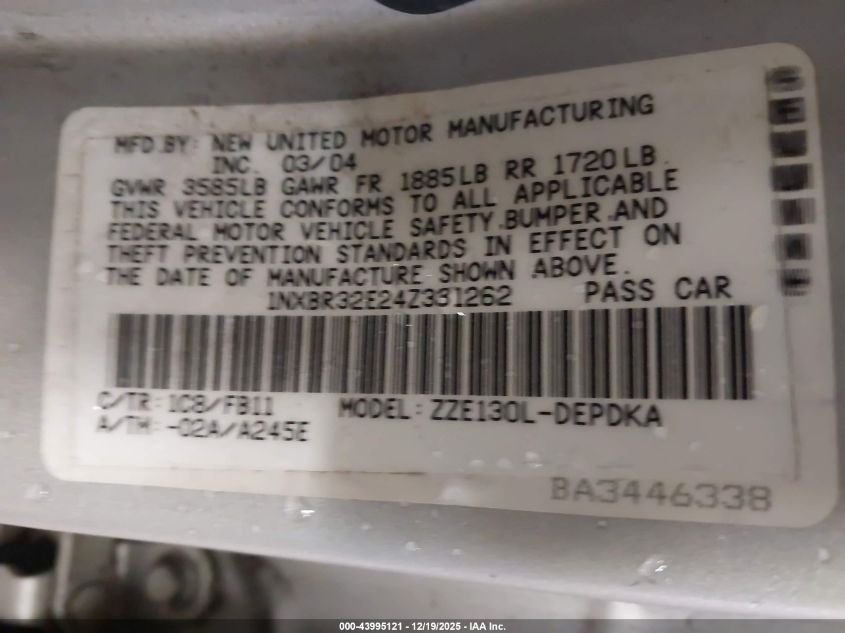 MFD.BY: NEW UNITED MOTOR MANUFACTURING
INC. 03/04
GVWR 3585LB GAWR FR 1885LB RR 1720LB
THIS VEHICLE CONFORMS TO ALL APPLICABLE
FEDERAL MOTOR VEHICLE SAFETY,BUMPER,AND
THEFT PREVENTION STANDARDS IN EFFECT ON
THE DATE OF MANUFACTURE SHOWN ABOVE.
1NXBR32E24Z331262 PASS CAR
C/TR: 1C8/FB11 MODEL: ZZE130L-DEPDKA
A/TM: -02A/A245E
BA3446338
000-43995121 - 12/19/2025 - IAA Inc.